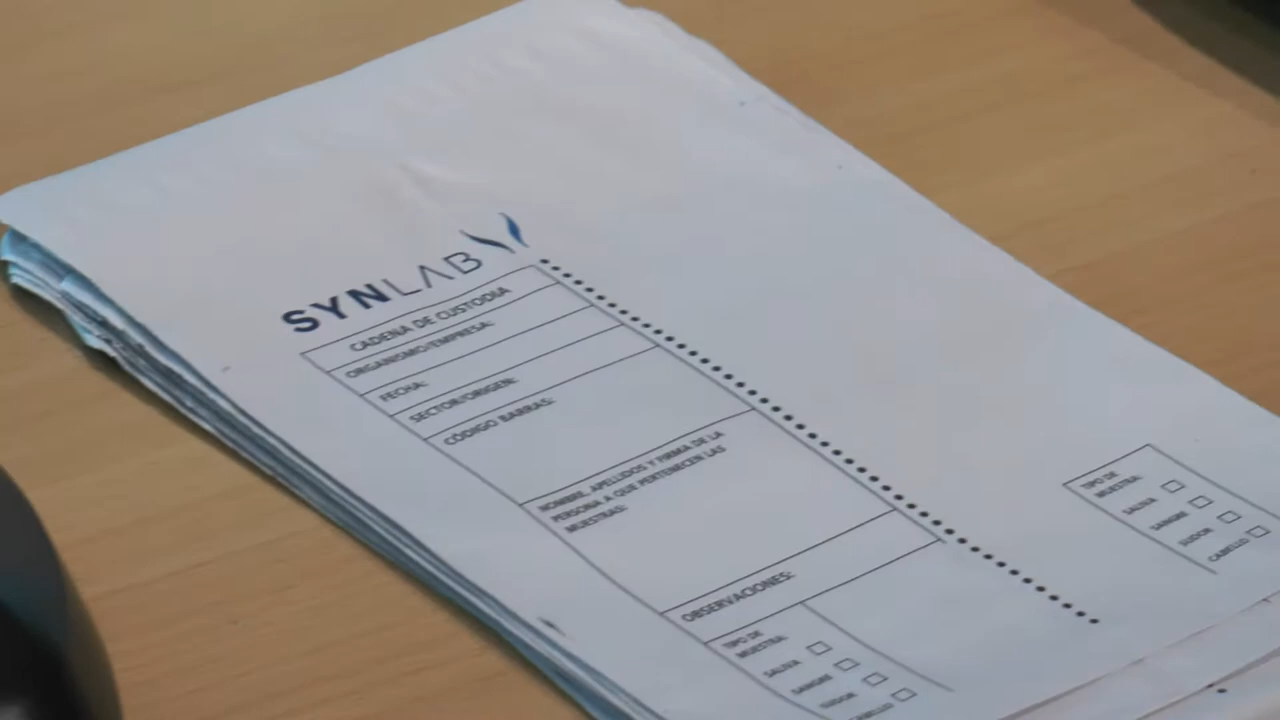 SYNLAB
CADENA DE CUSTODIA
ORGANISMO/EMPRESA:
FECHA:
SECTOR/ORIGEN:
CÓDIGO BARRAS:
NOMBRE, APELLIDOS Y FIRMA DE LA
PERSONA A QUE PERTENECEN LAS
MUESTRAS:
OBSERVACIONES:
TIPO DE
MUESTRA:
SALIVA
SANGRE
SUDOR
CABELLO
TIPO DE
MUESTRA:
SALIVA
SANGRE
SUDOR
CABELLO